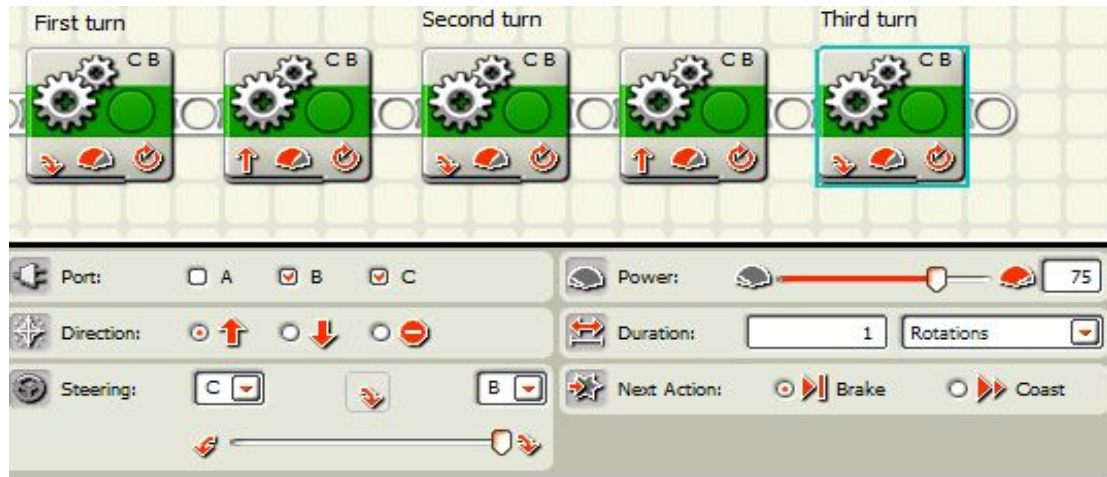 First turn Second turn Third turn
C B C B C B C B C B
Port: A B C Power: 75
Direction: Duration: 1 Rotations
Steering: C B Next Action: Brake Coast